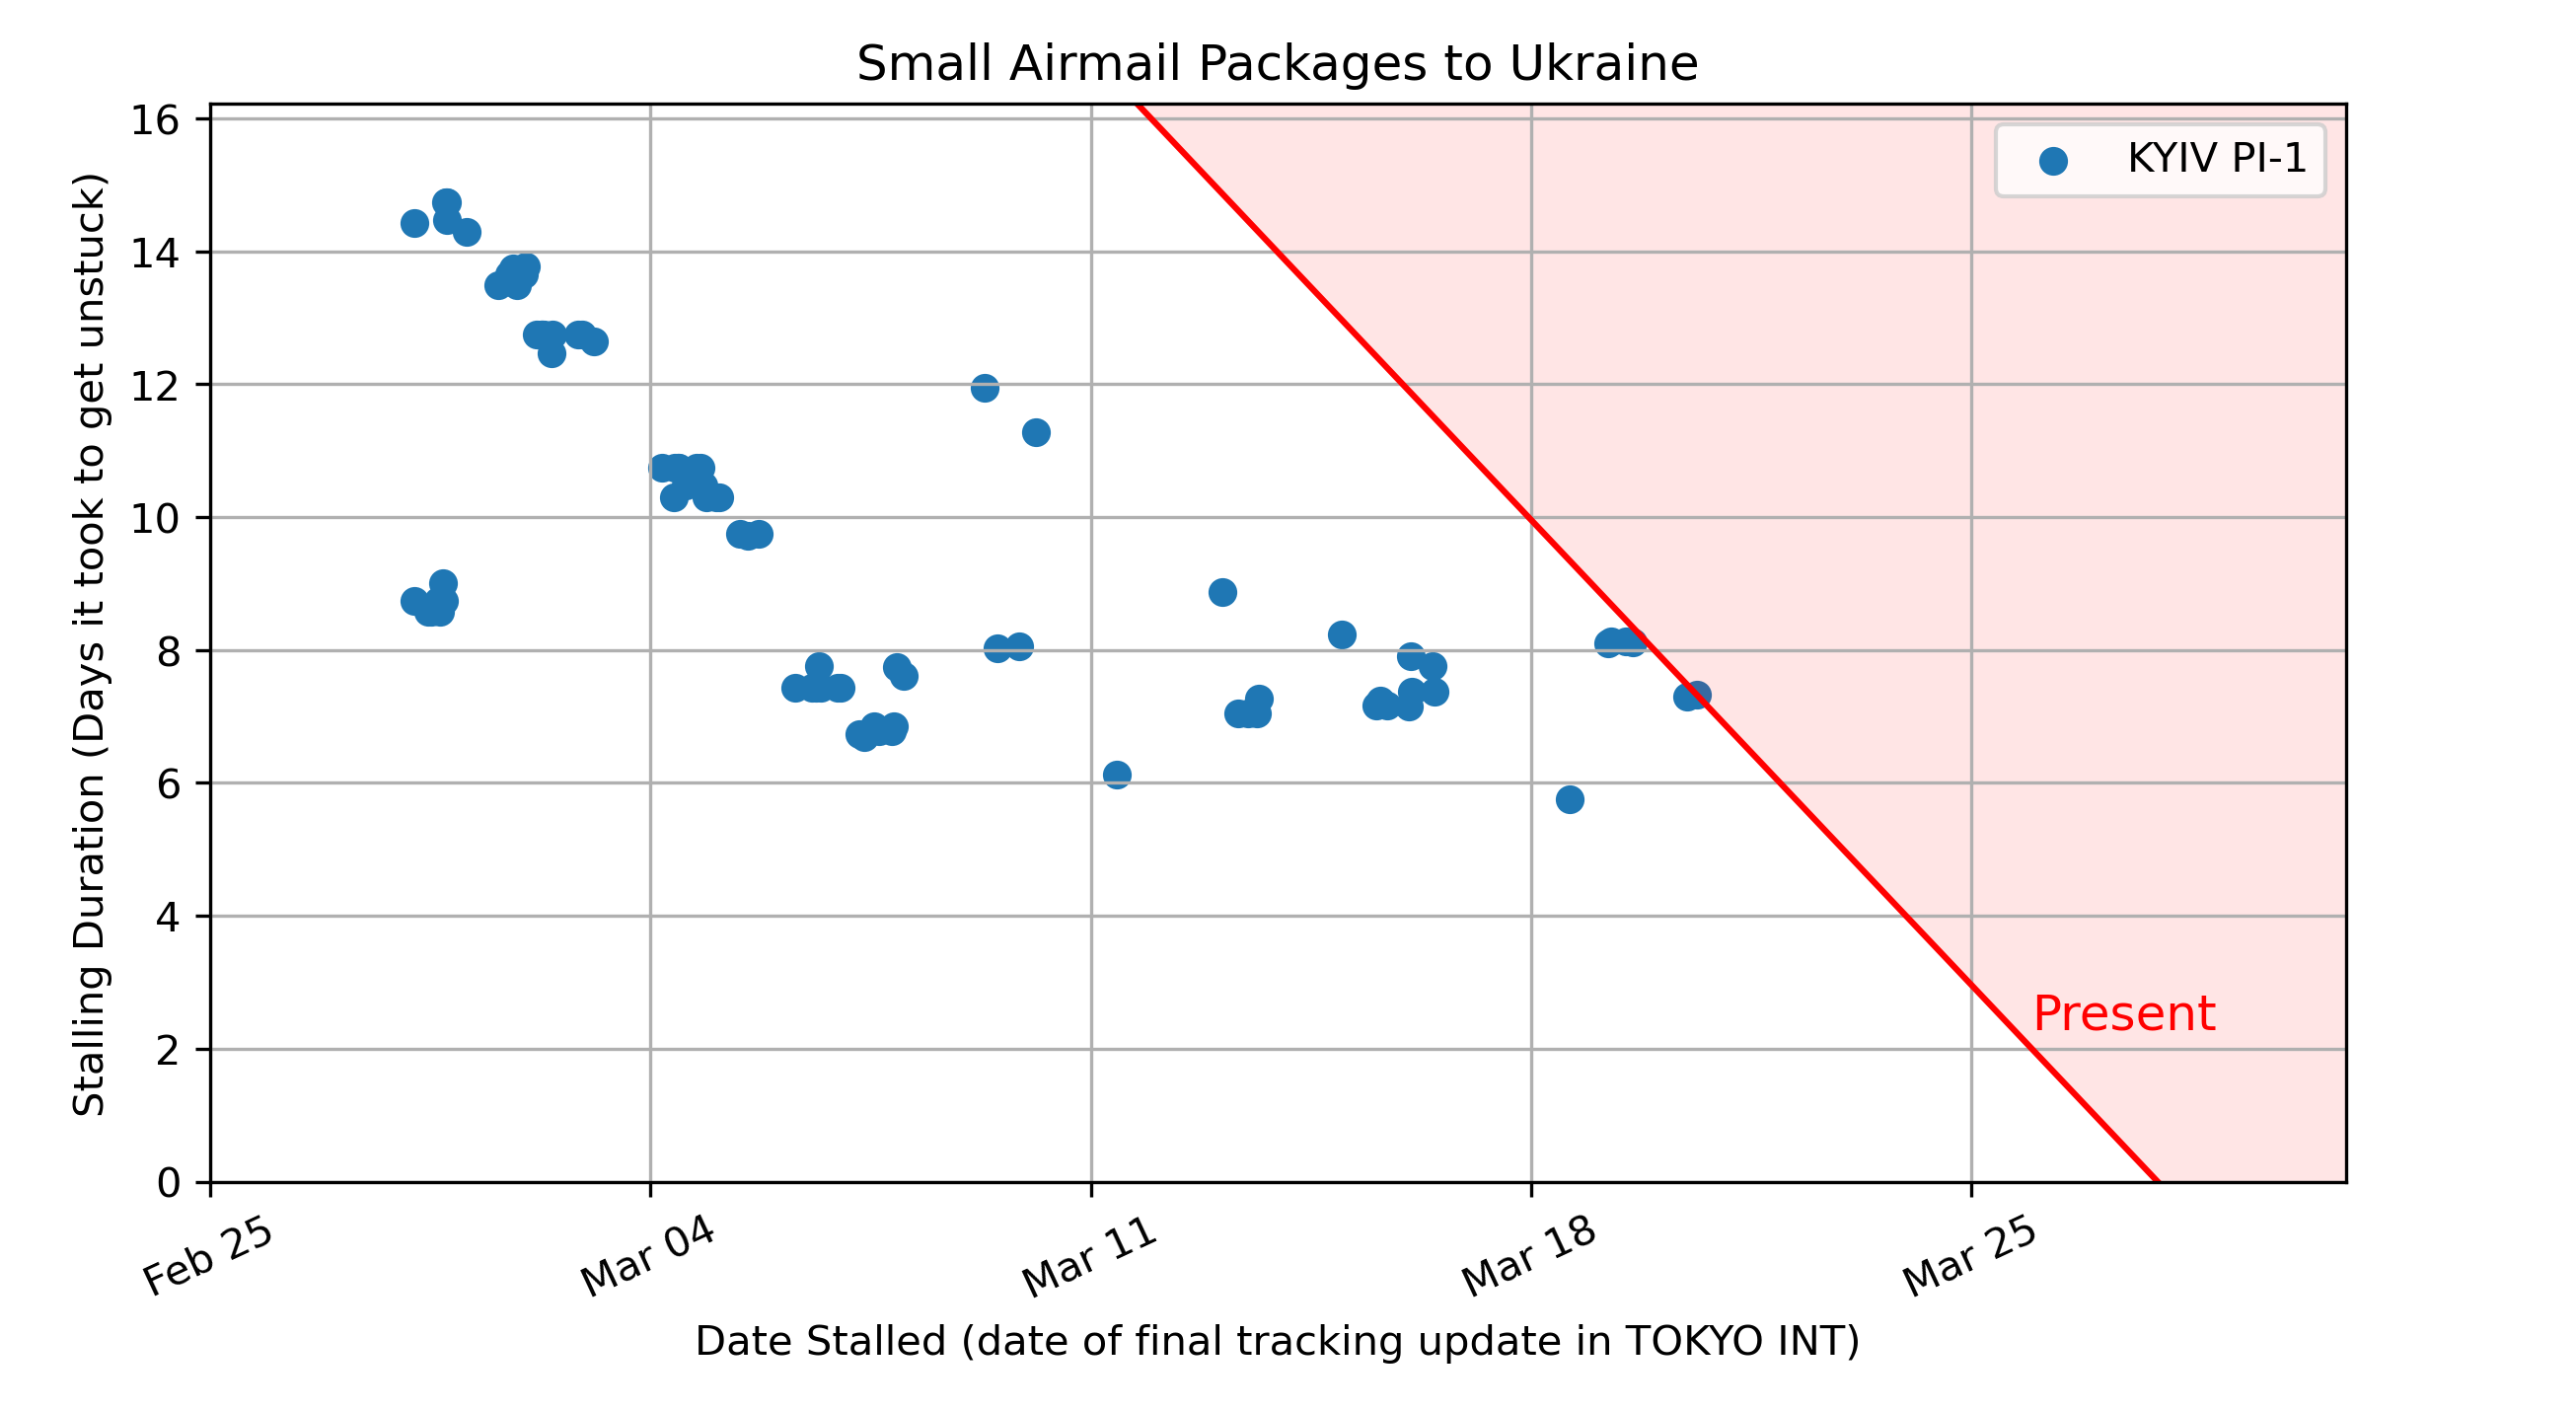 Small Airmail Packages to Ukraine
KYIV PI-1
Stalling Duration (Days it took to get unstuck)
16
14
12
10
8
6
4
2
0
Present
Feb 25
Mar 04
Mar 11
Mar 18
Mar 25
Date Stalled (date of final tracking update in TOKYO INT)